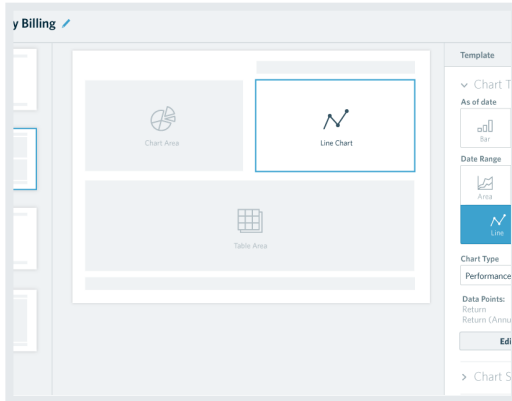 y Billing
Template
Chart T
As of date
Bar
Date Range
Area
Line
Chart Type
Performance
Data Points:
Return
Return (Annu
Edi
Chart S
Chart Area
Line Chart
Table Area